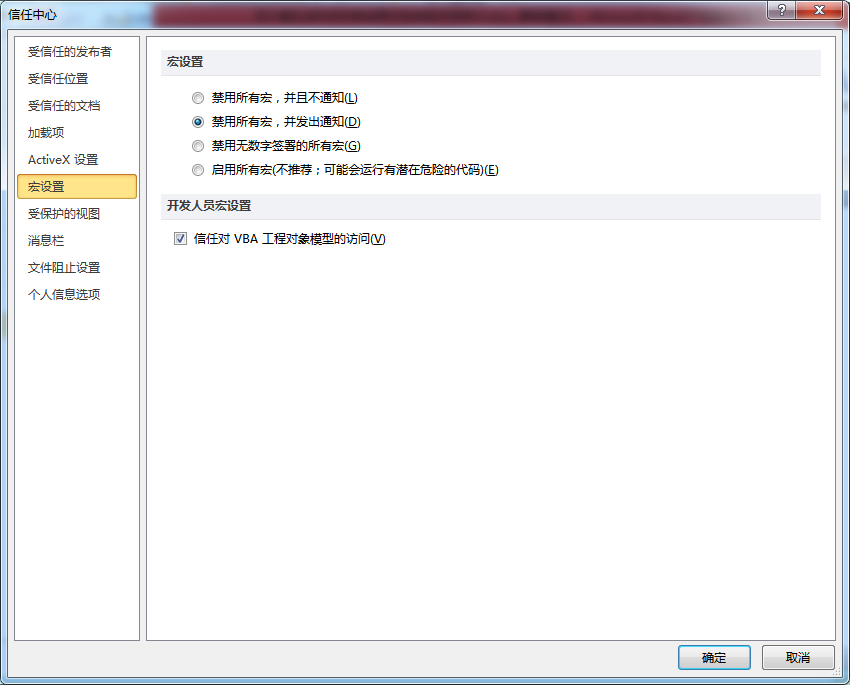 信任中心
受信任的发布者
受信任位置
受信任的文档
加载项
ActiveX 设置
宏设置
受保护的视图
消息栏
文件阻止设置
个人信息选项
宏设置
禁用所有宏，并且不通知(L)
禁用所有宏，并发出通知(D)
禁用无数字签署的所有宏(G)
启用所有宏(不推荐；可能会运行有潜在危险的代码)(E)
开发人员宏设置
信任对 VBA 工程对象模型的访问(V)
确定
取消